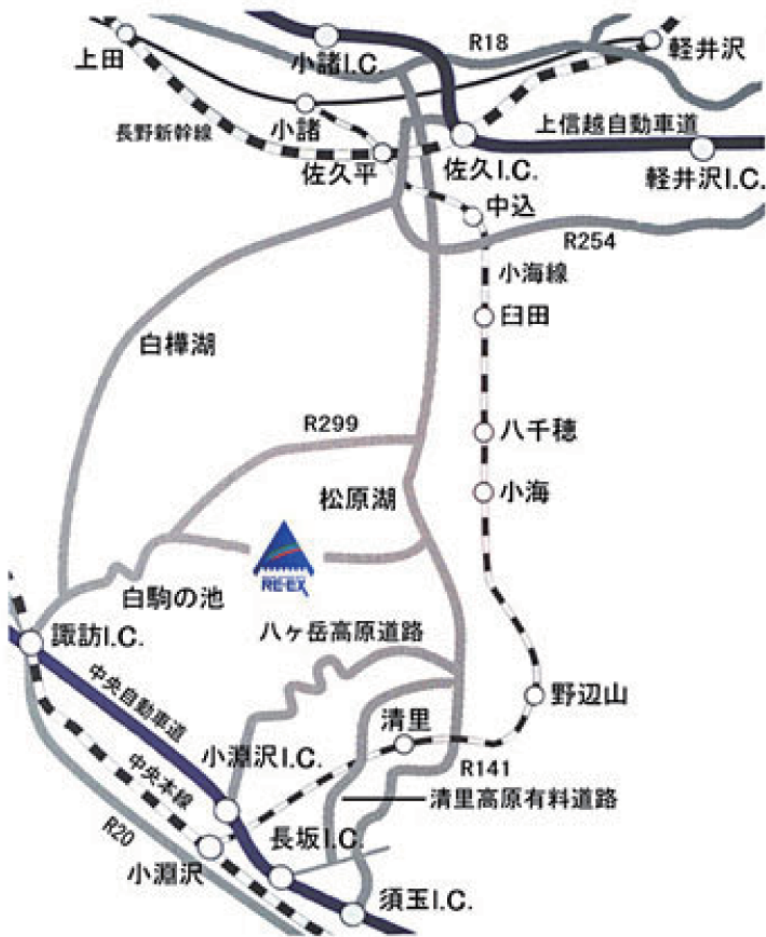 R18
軽井沢
上田
小諸I.C.
小諸
長野新幹線
上信越自動車道
佐久平
佐久I.C.
軽井沢I.C.
中込
R254
小海線
臼田
白樺湖
R299
八千穂
松原湖
小海
RE-EX
白駒の池
八ヶ岳高原道路
諏訪I.C.
中央自動車道
野辺山
清里
小淵沢I.C.
中央本線
R141
清里高原有料道路
R20
長坂I.C.
小淵沢
須玉I.C.